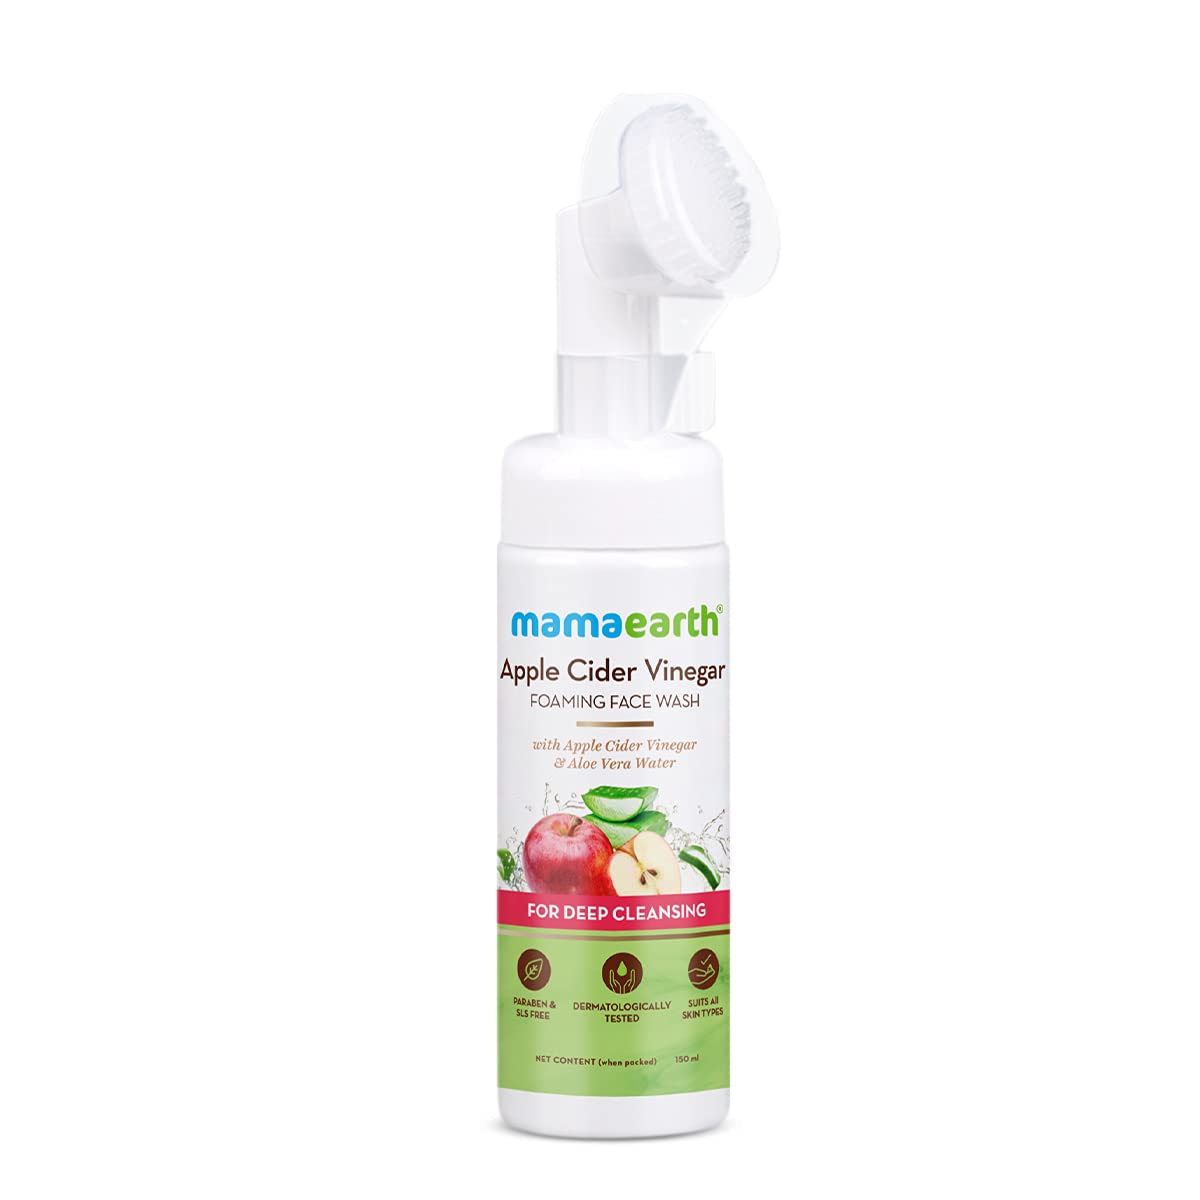 mamaearth®
Apple Cider Vinegar
FOAMING FACE WASH
with Apple Cider Vinegar
& Aloe Vera Water
FOR DEEP CLEANSING
PARABEN &
SLS FREE
DERMATOLOGICALLY
TESTED
SUITS All
SKIN TYPES
NET CONTENT (when packed) 150 ml